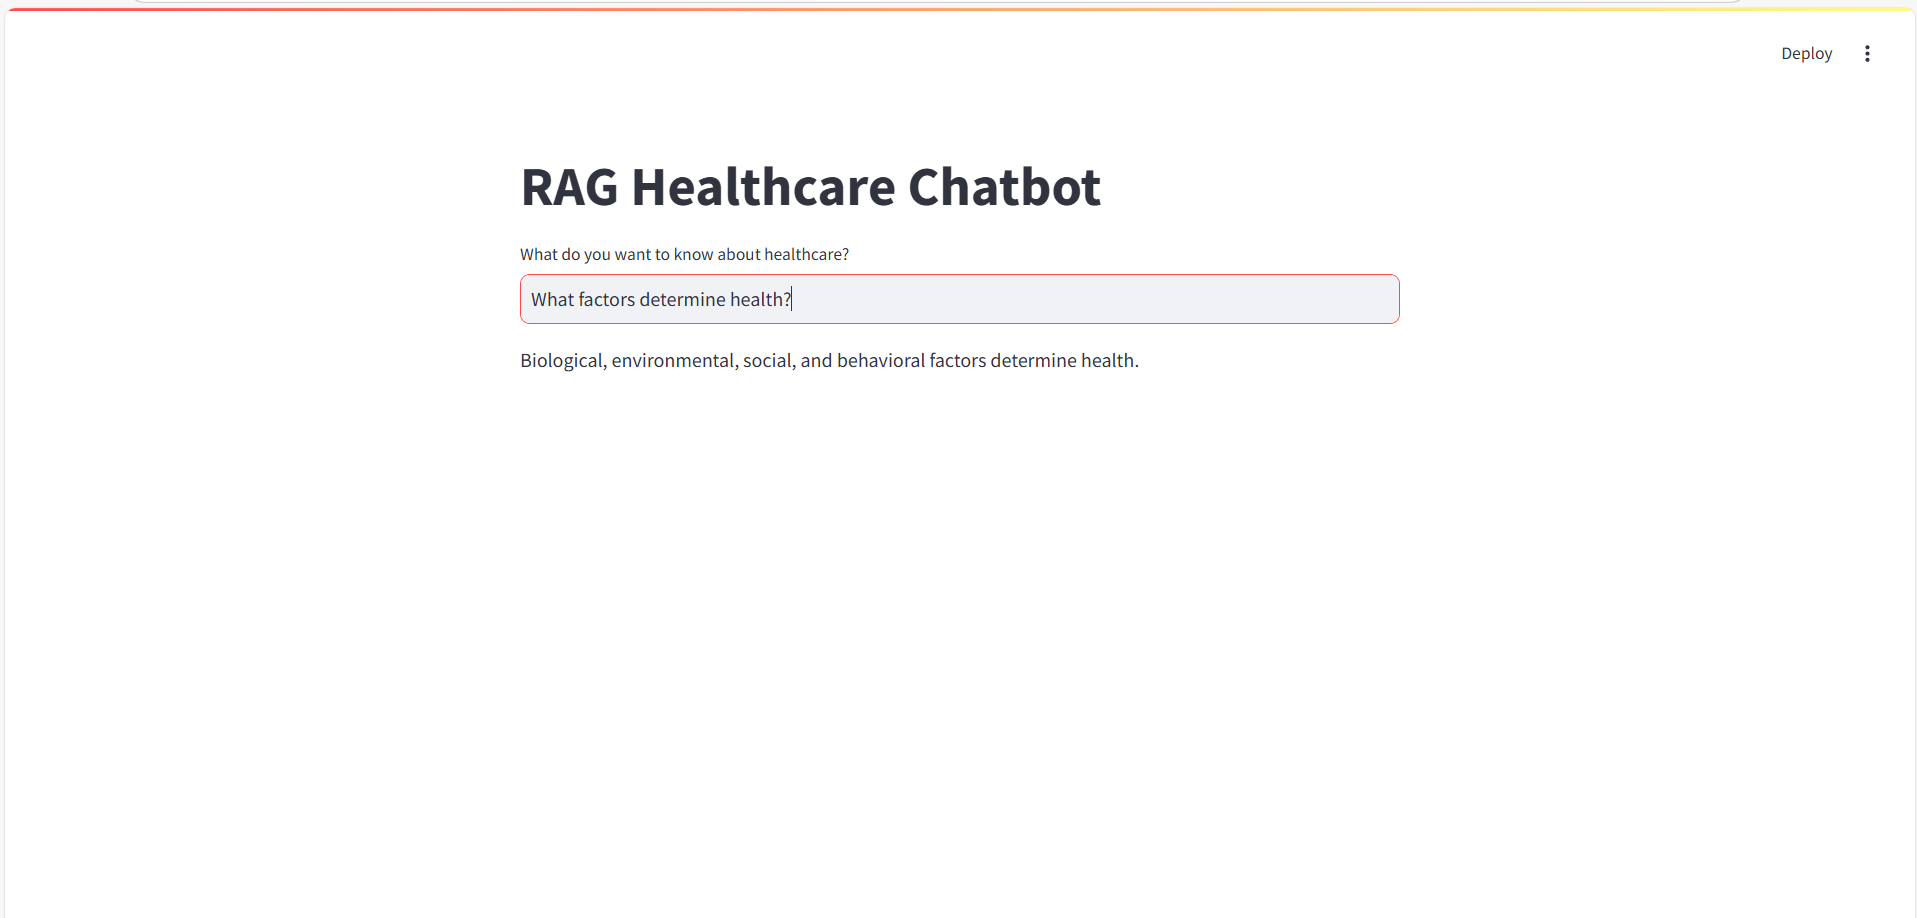 Deploy
RAG Healthcare Chatbot
What do you want to know about healthcare?
What factors determine health?
Biological, environmental, social, and behavioral factors determine health.